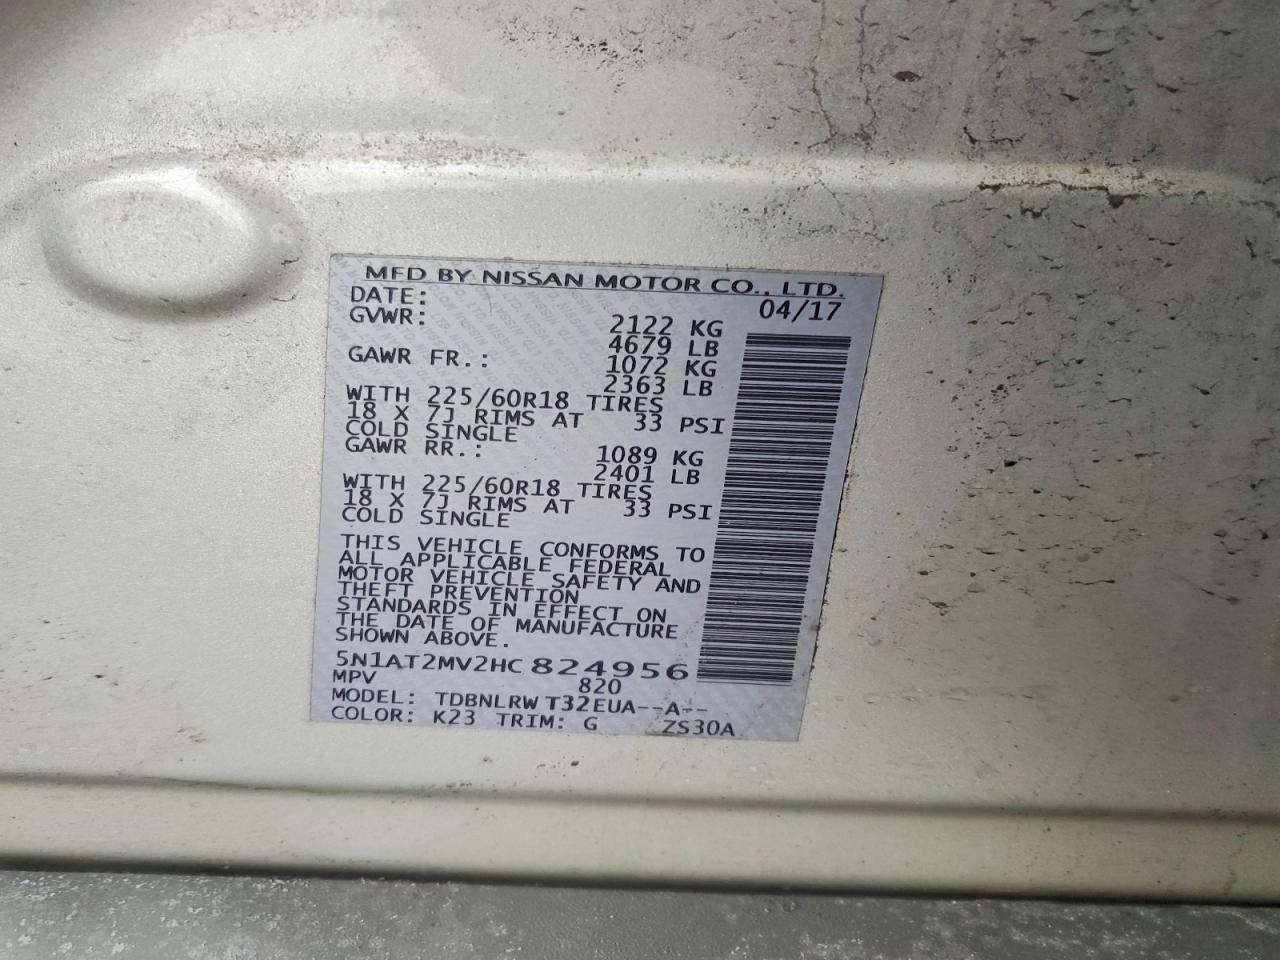 MFD BY NISSAN MOTOR CO., LTD.
DATE: 04/17
GVWR: 2122 KG
4679 LB
GAWR FR.: 1072 KG
2363 LB
WITH 225/60R18 TIRES
18 X 7J RIMS AT 33 PSI
COLD SINGLE
GAWR RR.: 1089 KG
2401 LB
WITH 225/60R18 TIRES
18 X 7J RIMS AT 33 PSI
COLD SINGLE
THIS VEHICLE CONFORMS TO
ALL APPLICABLE FEDERAL
MOTOR VEHICLE SAFETY AND
THEFT PREVENTION
STANDARDS IN EFFECT ON
THE DATE OF MANUFACTURE
SHOWN ABOVE.
5N1AT2MV2HC824956
MPV 820
MODEL: TDBNLRW T32EUA--A--
COLOR: K23 TRIM: G ZS30A